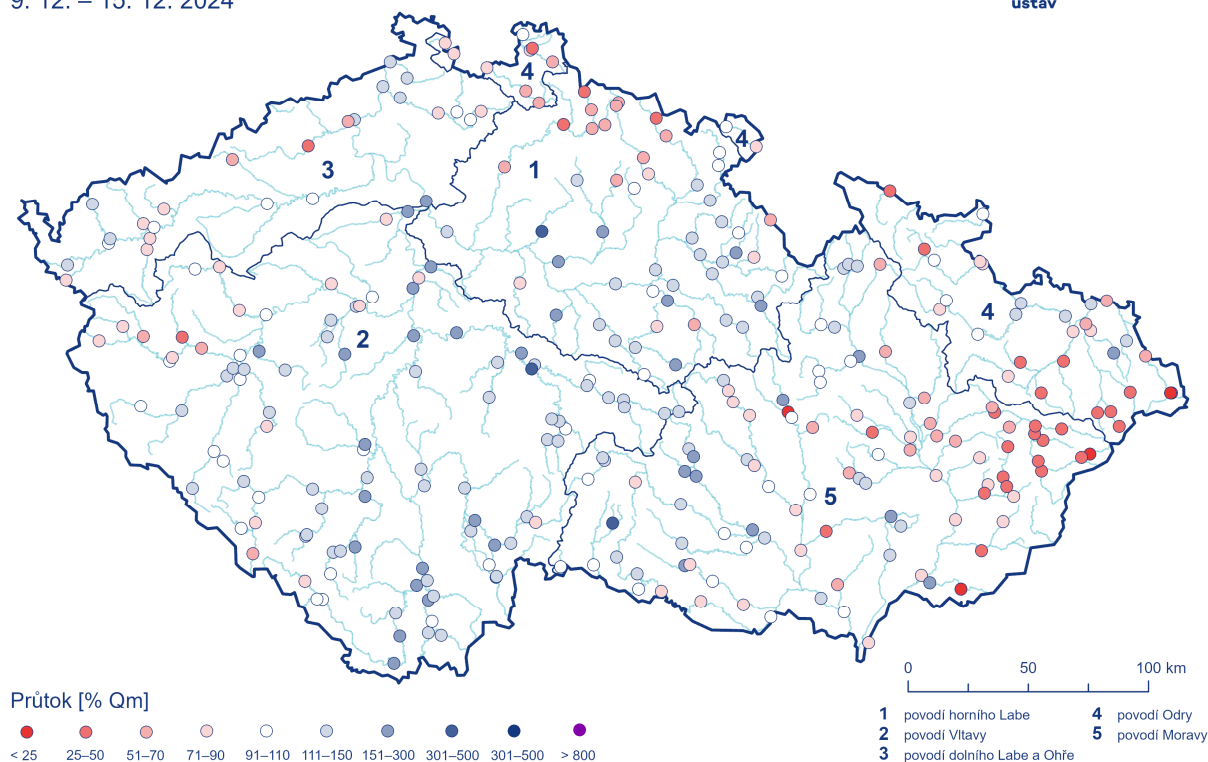 9. 12. – 15. 12. 2024
ústav
4
4
3
1
2
4
5
0 50 100 km
Průtok [% Qm]
< 25 25–50 51–70 71–90 91–110 111–150 151–300 301–500 301–500 > 800
1 povodí horního Labe
2 povodí Vltavy
3 povodí dolního Labe a Ohře
4 povodí Odry
5 povodí Moravy